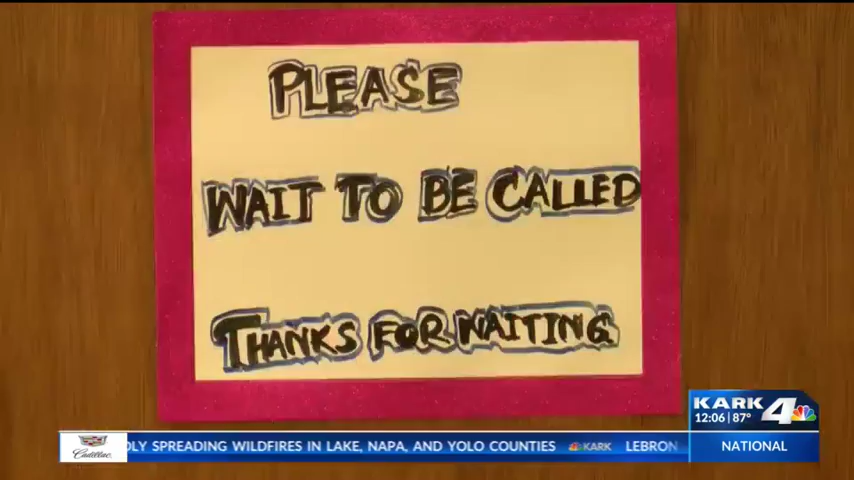 PLEASE
WAIT TO BE CALLED
THANKS FOR WAITING
KARK 4
12:06 87°
NATIONAL
Cadillac
OLY SPREADING WILDFIRES IN LAKE, NAPA, AND YOLO COUNTIES KARK LEBRON